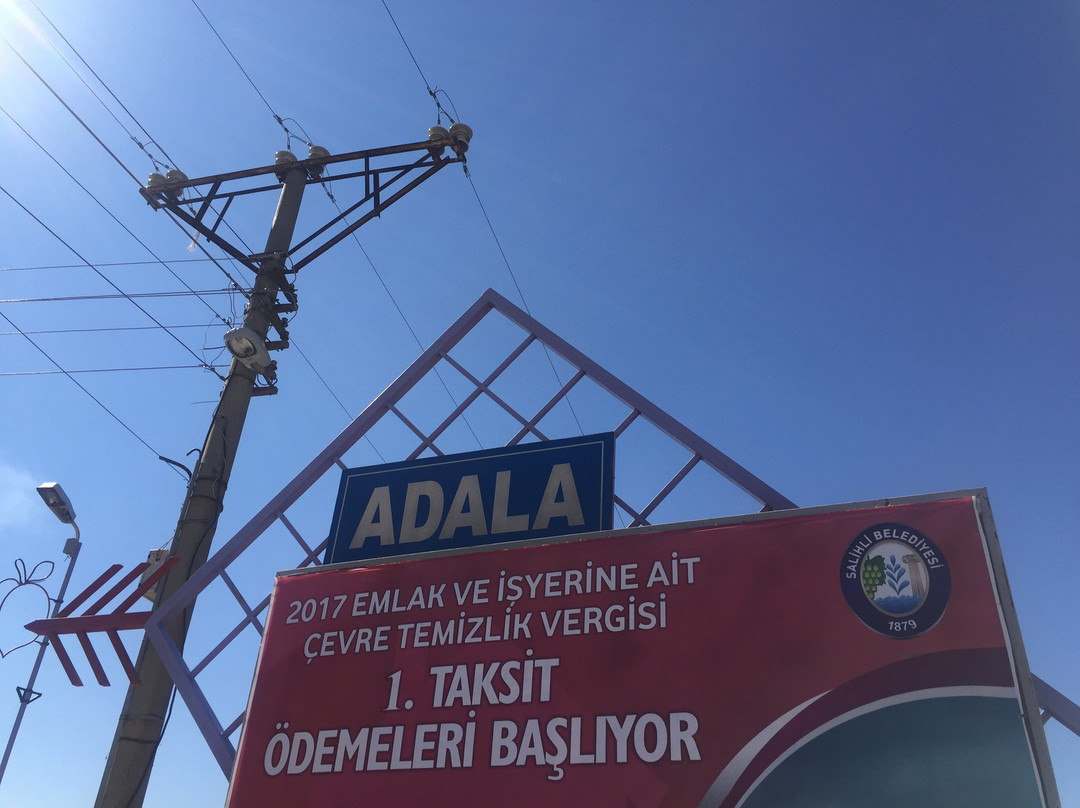 ADALA
2017 EMLAK VE İŞYERİNE AİT
ÇEVRE TEMİZLİK VERGİSİ
1. TAKSİT
ÖDEMELERİ BAŞLIYOR
SALİHLİ BELEDİYESİ
1879